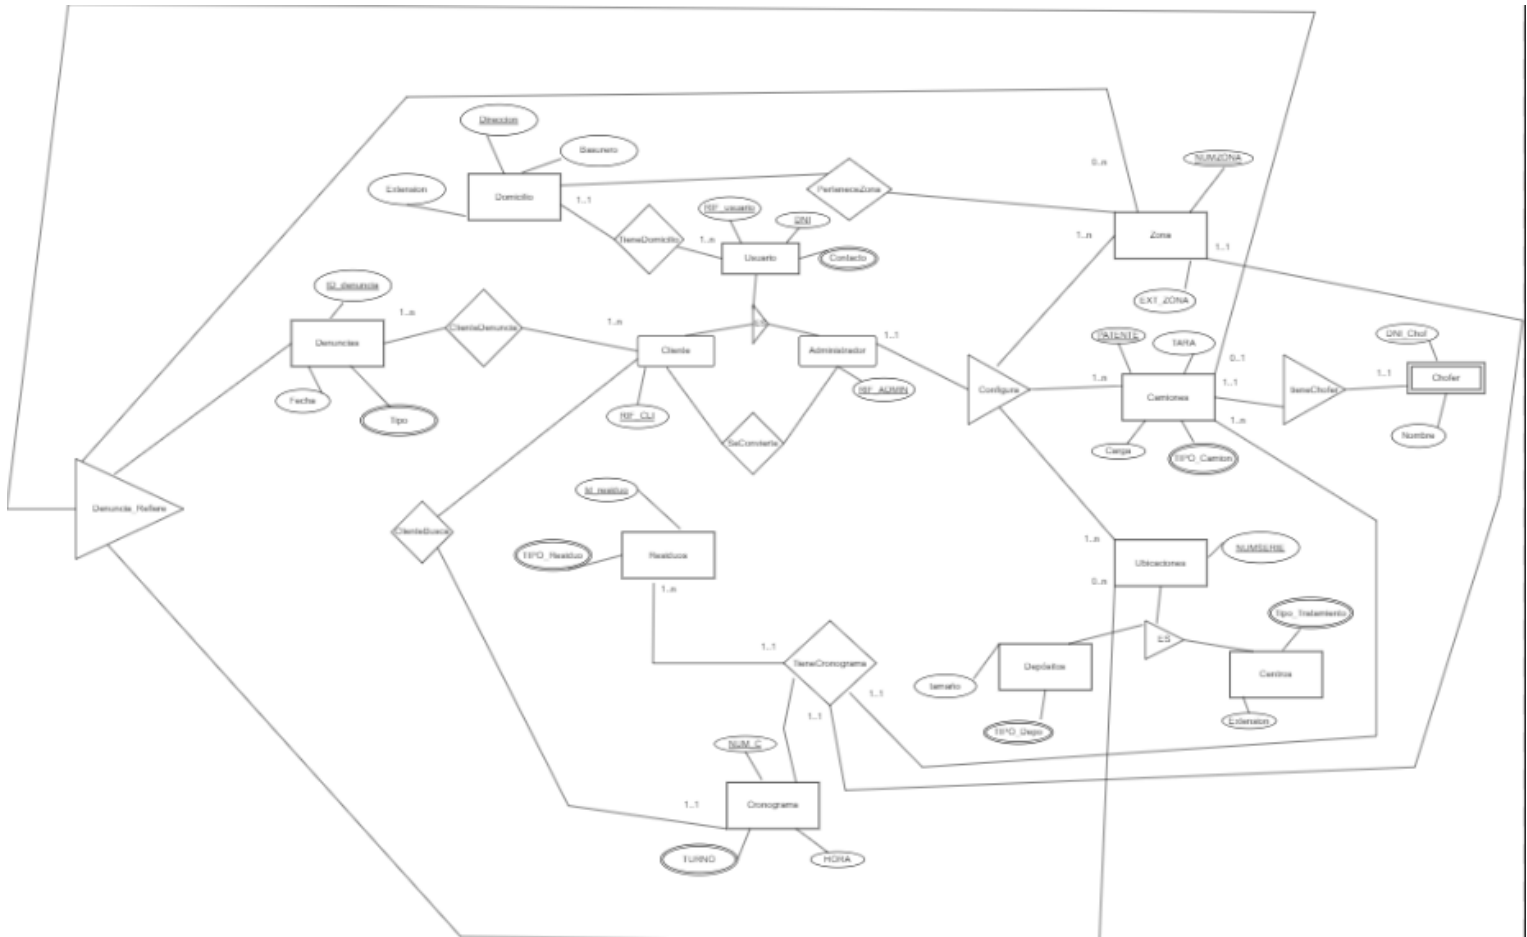 Direccion
Basurero
Extension
Domicilio
1..1
TieneDomicilio
1..n
PerteneceZona
0..n
NUMZONA
RIF_usuario
DNI
Usuario
Contacto
1..n
Zona
1..1
EXT_ZONA
ID_denuncia
1..n
Denuncias
ClienteDenuncia
1..n
Cliente
ES
Administrador
1..1
Fecha
Tipo
RIF_CLI
RIF_ADMIN
SeConvierte
Configura
PATENTE
TARA
0..1
1..n
1..1
Camiones
1..n
Carga
TIPO_Camion
tieneChofer
DNI_Chof
1..1
Chofer
Nombre
Denuncia_Refiere
ClienteBusca
Id_residuo
TIPO_Residuo
Residuos
1..n
1..n
0..n
Ubicaciones
NUMSERIE
ES
Tipo_Tratamiento
Depósitos
Centros
tamaño
TIPO_Depo
Extension
1..1
TieneCronograma
1..1
1..1
NUM_C
1..1
Cronograma
TURNO
HORA